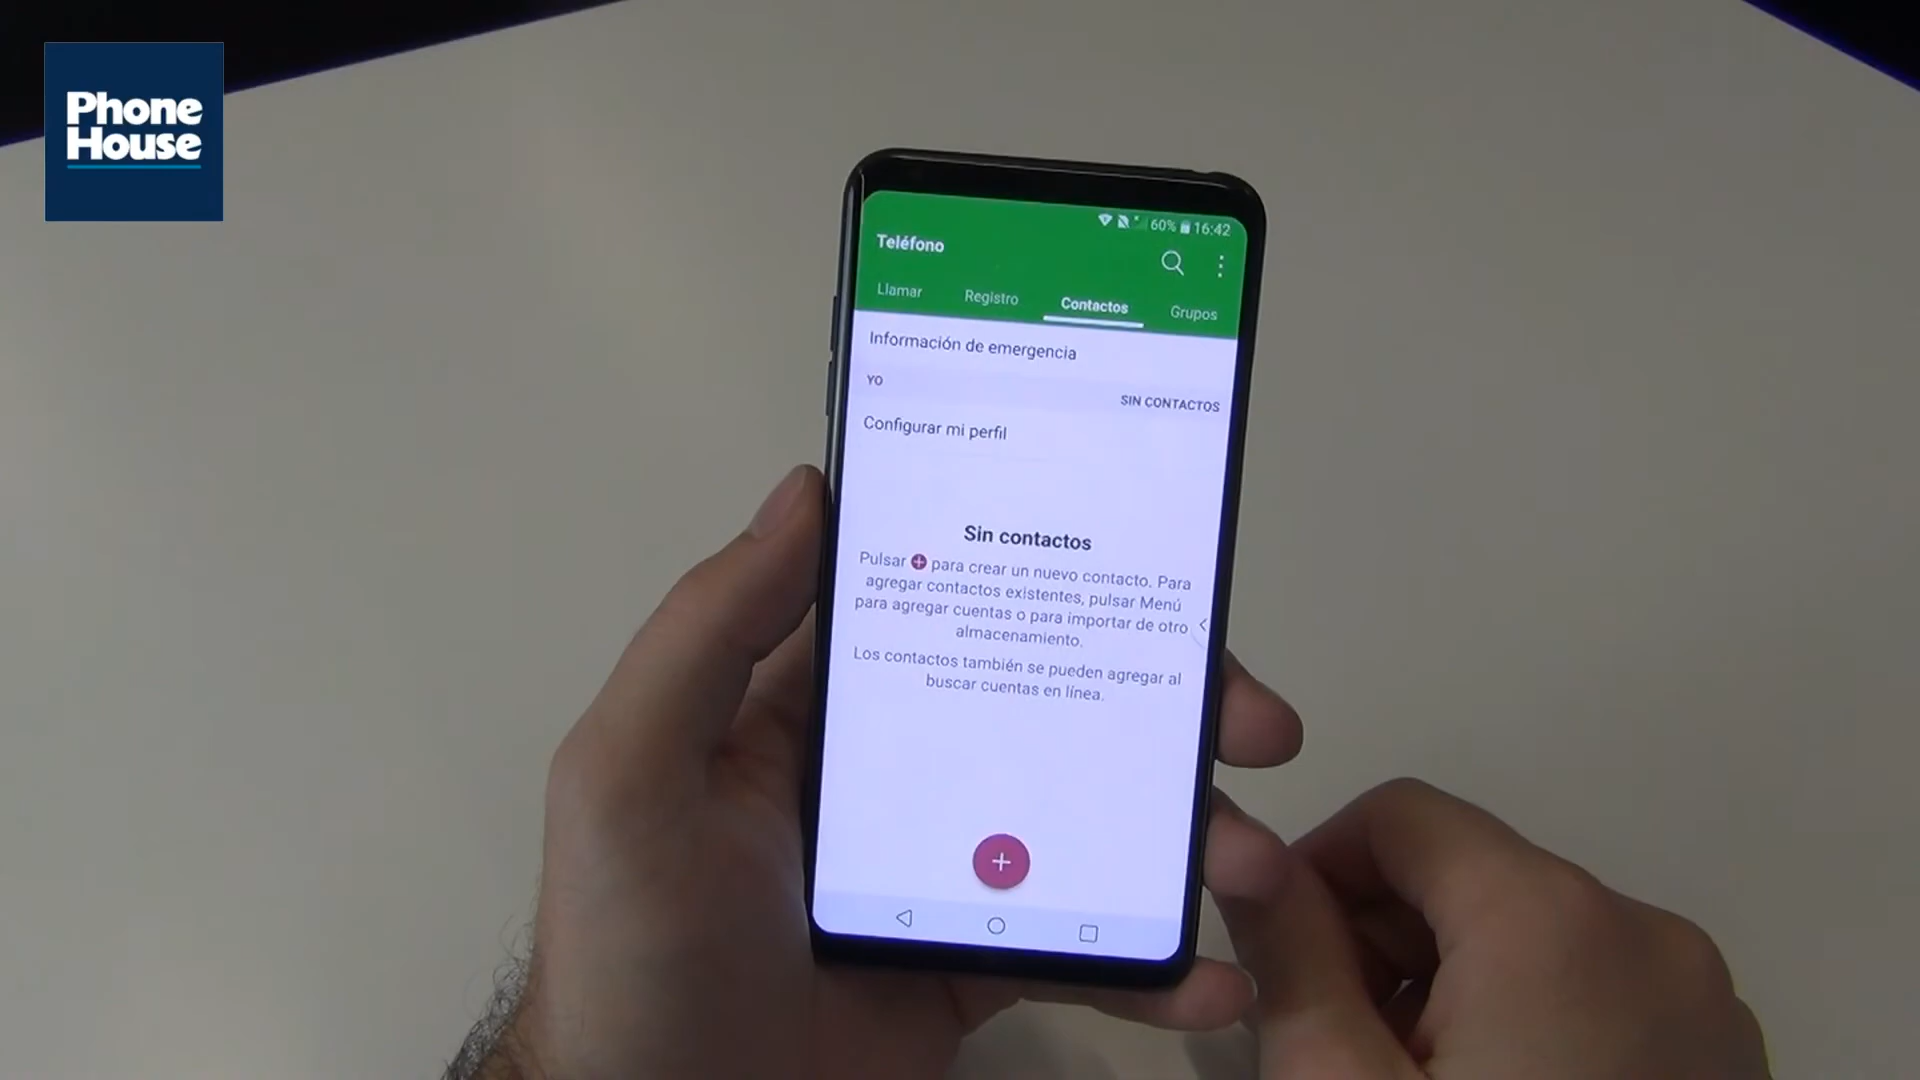 Phone
House
60% 16:42
Teléfono
Llamar Registro Contactos Grupos
Información de emergencia
YO
SIN CONTACTOS
Configurar mi perfil
Sin contactos
Pulsar + para crear un nuevo contacto. Para
agregar contactos existentes, pulsar Menú
para agregar cuentas o para importar de otro
almacenamiento.
Los contactos también se pueden agregar al
buscar cuentas en línea.